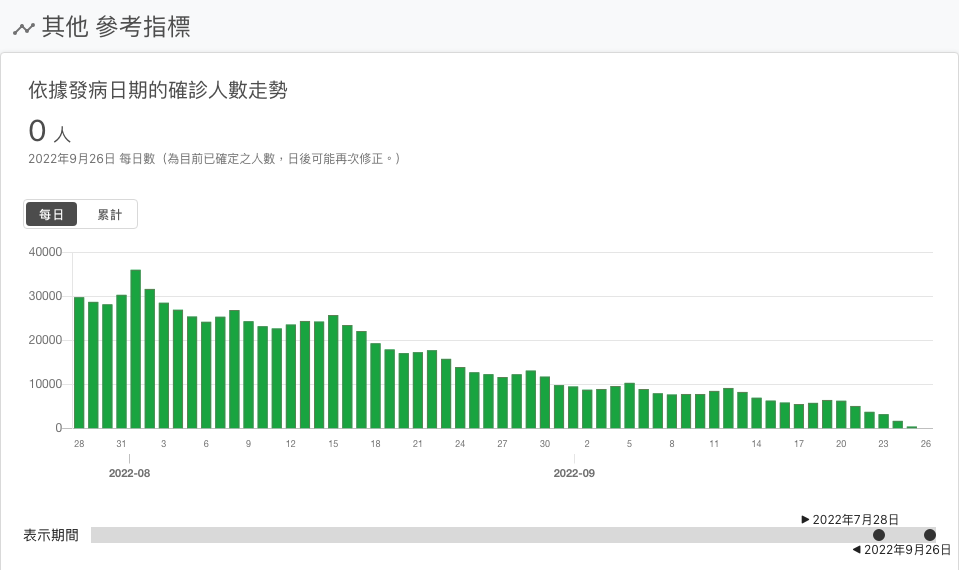 其他 參考指標
依據發病日期的確診人數走勢
0 人
2022年9月26日 每日數（為目前已確定之人數，日後可能再次修正。）
每日 累計
40000
30000
20000
10000
0
28 31 3 6 9 12 15 18 21 24 27 30 2 5 8 11 14 17 20 23 26
2022-08 2022-09
▶ 2022年7月28日
表示期間
◀ 2022年9月26日